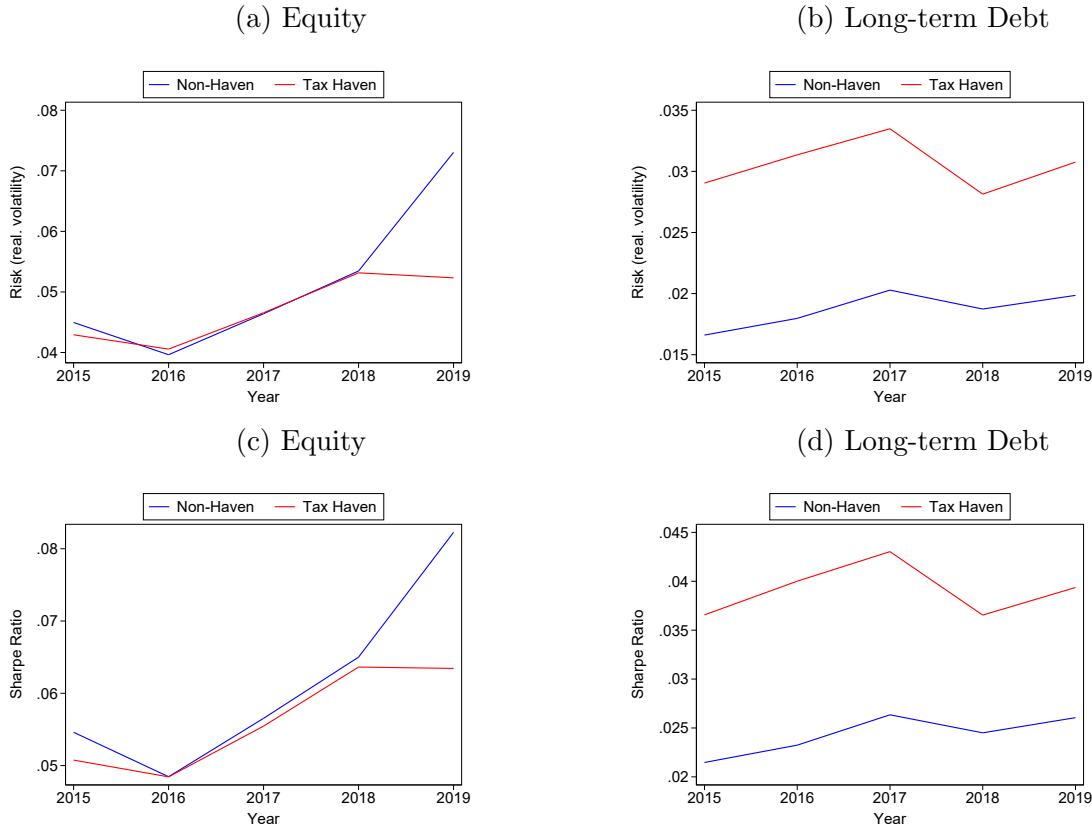 (a) Equity
Non-Haven Tax Haven
.08
.07
.06
.05
.04
Risk (real. volatility)
2015 2016 2017 2018 2019
Year
(b) Long-term Debt
Non-Haven Tax Haven
.035
.03
.025
.02
.015
Risk (real. volatility)
2015 2016 2017 2018 2019
Year
(c) Equity
Non-Haven Tax Haven
.08
.07
.06
.05
Sharpe Ratio
2015 2016 2017 2018 2019
Year
(d) Long-term Debt
Non-Haven Tax Haven
.045
.04
.035
.03
.025
.02
Sharpe Ratio
2015 2016 2017 2018 2019
Year